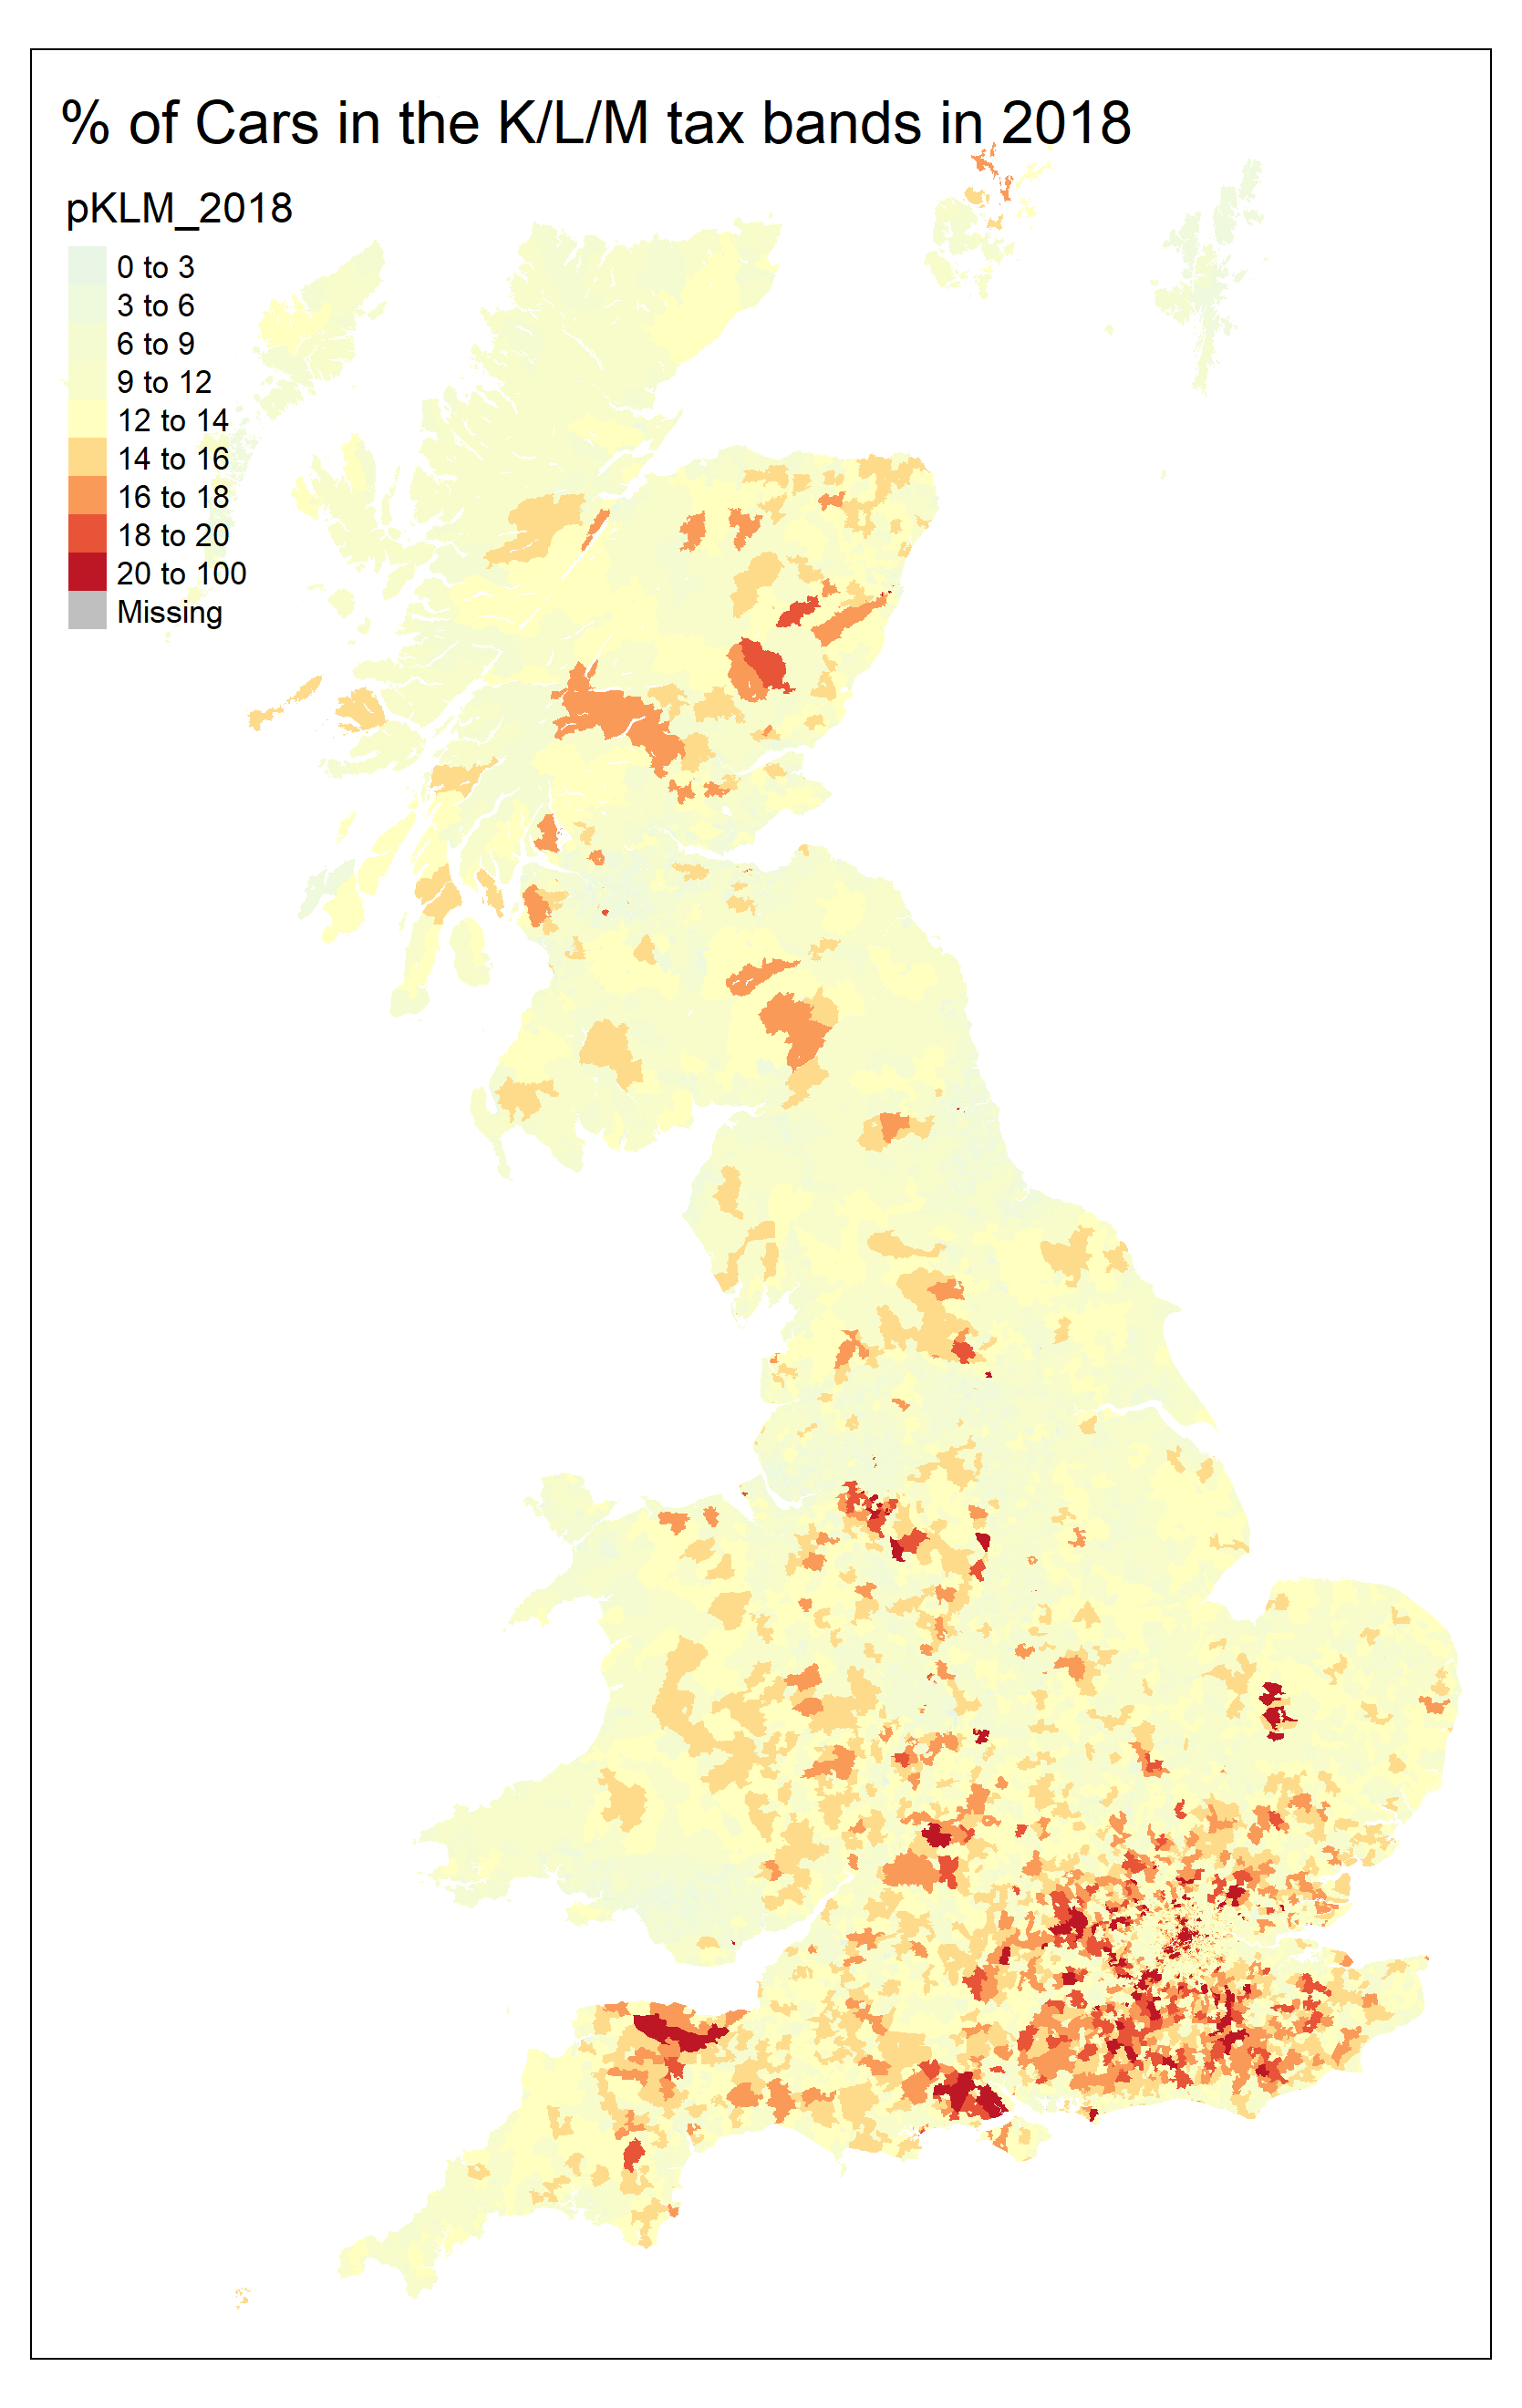 % of Cars in the K/L/M tax bands in 2018
pKLM_2018
0 to 3
3 to 6
6 to 9
9 to 12
12 to 14
14 to 16
16 to 18
18 to 20
20 to 100
Missing